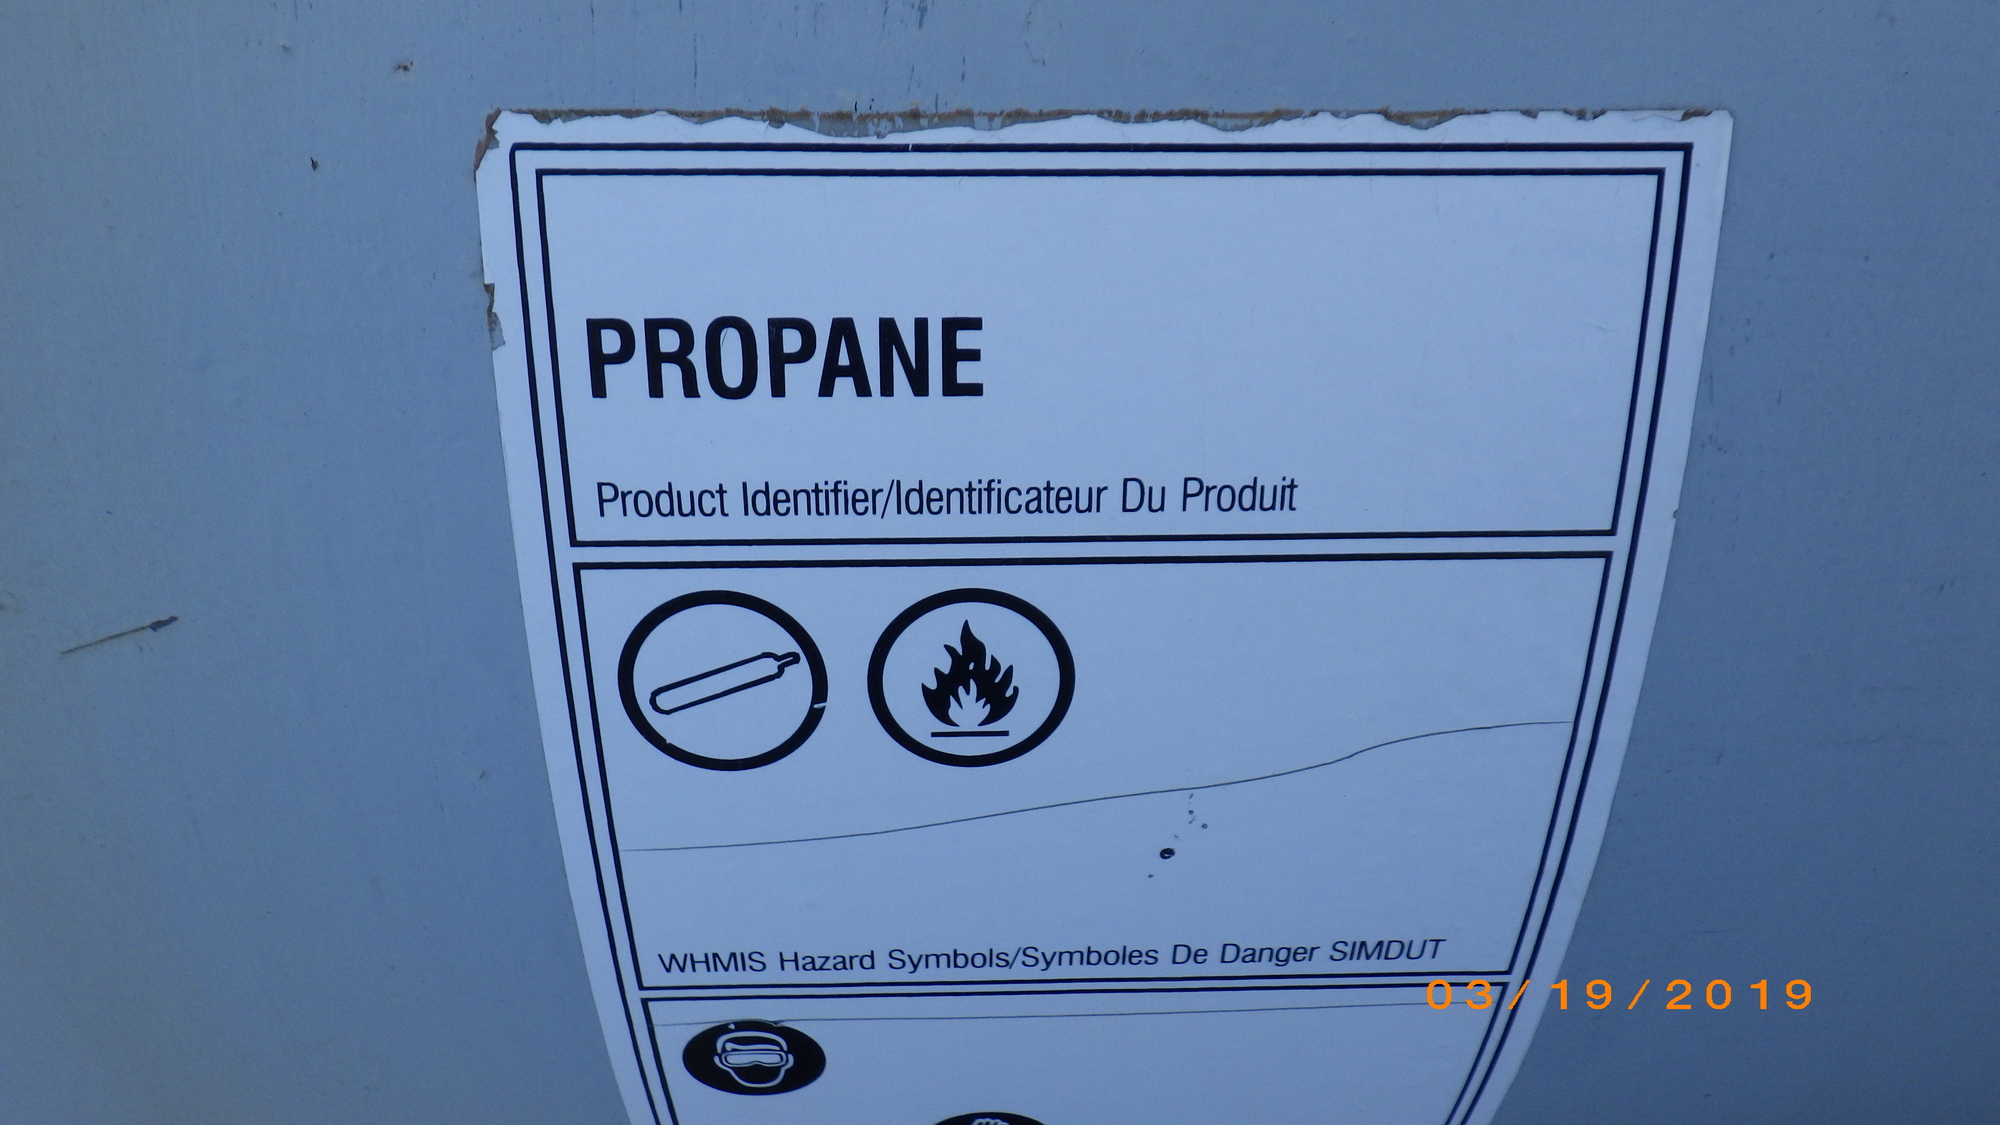 PROPANE
Product Identifier/Identificateur Du Produit
WHMIS Hazard Symbols/Symboles De Danger SIMDUT
03/19/2019